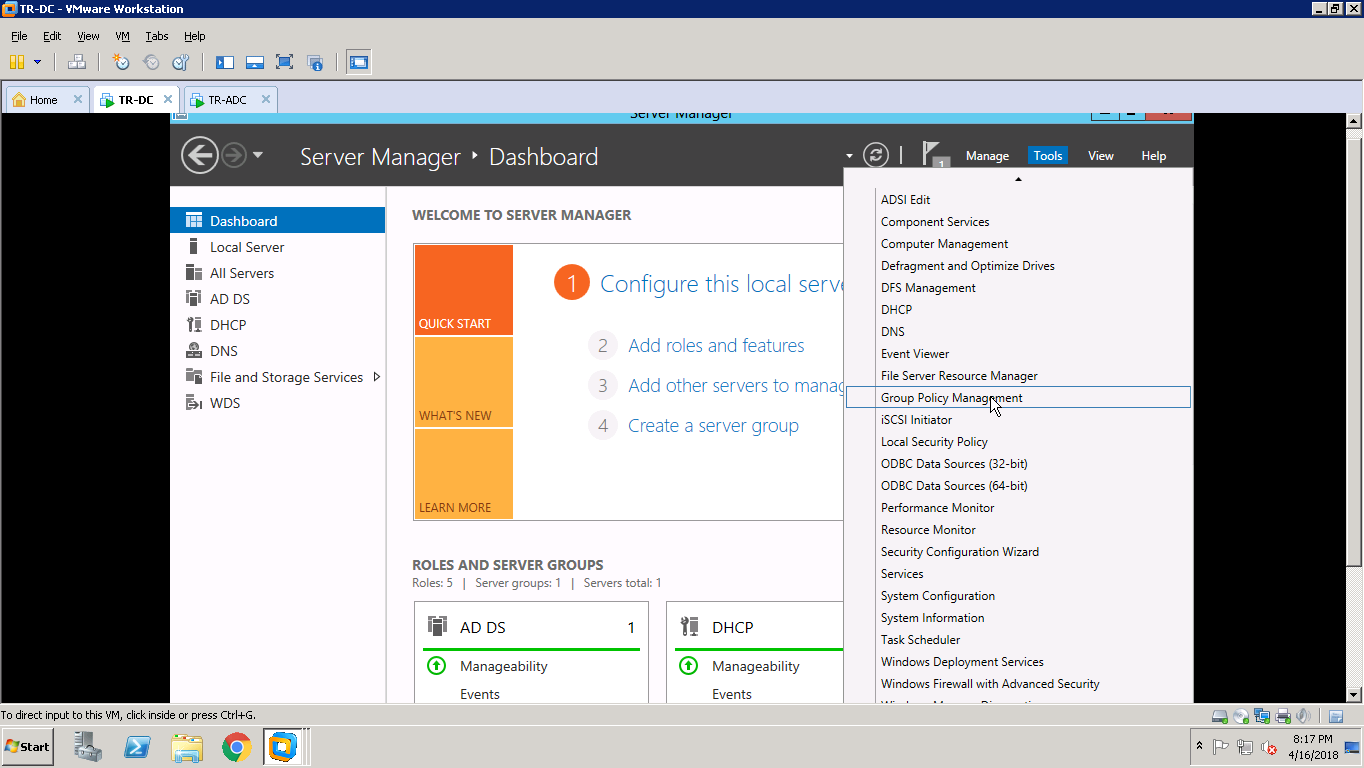 TR-DC - VMware Workstation
File Edit View VM Tabs Help
Home TR-DC TR-ADC
Server Manager
Server Manager Dashboard
1 Manage Tools View Help
Dashboard
Local Server
All Servers
AD DS
DHCP
DNS
File and Storage Services
WDS
WELCOME TO SERVER MANAGER
QUICK START
WHAT'S NEW
LEARN MORE
1 Configure this local
2 Add roles and features
3 Add other servers to
4 Create a server group
ROLES AND SERVER GROUPS
Roles: 5 | Server groups: 1 | Servers total: 1
AD DS 1
Manageability
Events
DHCP
Manageability
Events
ADSI Edit
Component Services
Computer Management
Defragment and Optimize Drives
DFS Management
DHCP
DNS
Event Viewer
File Server Resource Manager
Group Policy Management
iSCSI Initiator
Local Security Policy
ODBC Data Sources (32-bit)
ODBC Data Sources (64-bit)
Performance Monitor
Resource Monitor
Security Configuration Wizard
Services
System Configuration
System Information
Task Scheduler
Windows Deployment Services
Windows Firewall with Advanced Security
To direct input to this VM, click inside or press Ctrl+G.
Start
8:17 PM
4/16/2018